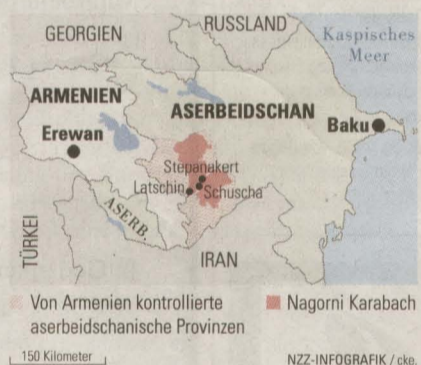 GEORGIEN
RUSSLAND
Kaspisches
Meer
ARMENIEN
ASERBEIDSCHAN
Erewan
Baku
Stepanakert
Latschin
Schuscha
ASERB.
TÜRKEI
IRAN
Von Armenien kontrollierte
aserbeidschanische Provinzen
Nagorni Karabach
150 Kilometer
NZZ-INFOGRAFIK / cke.